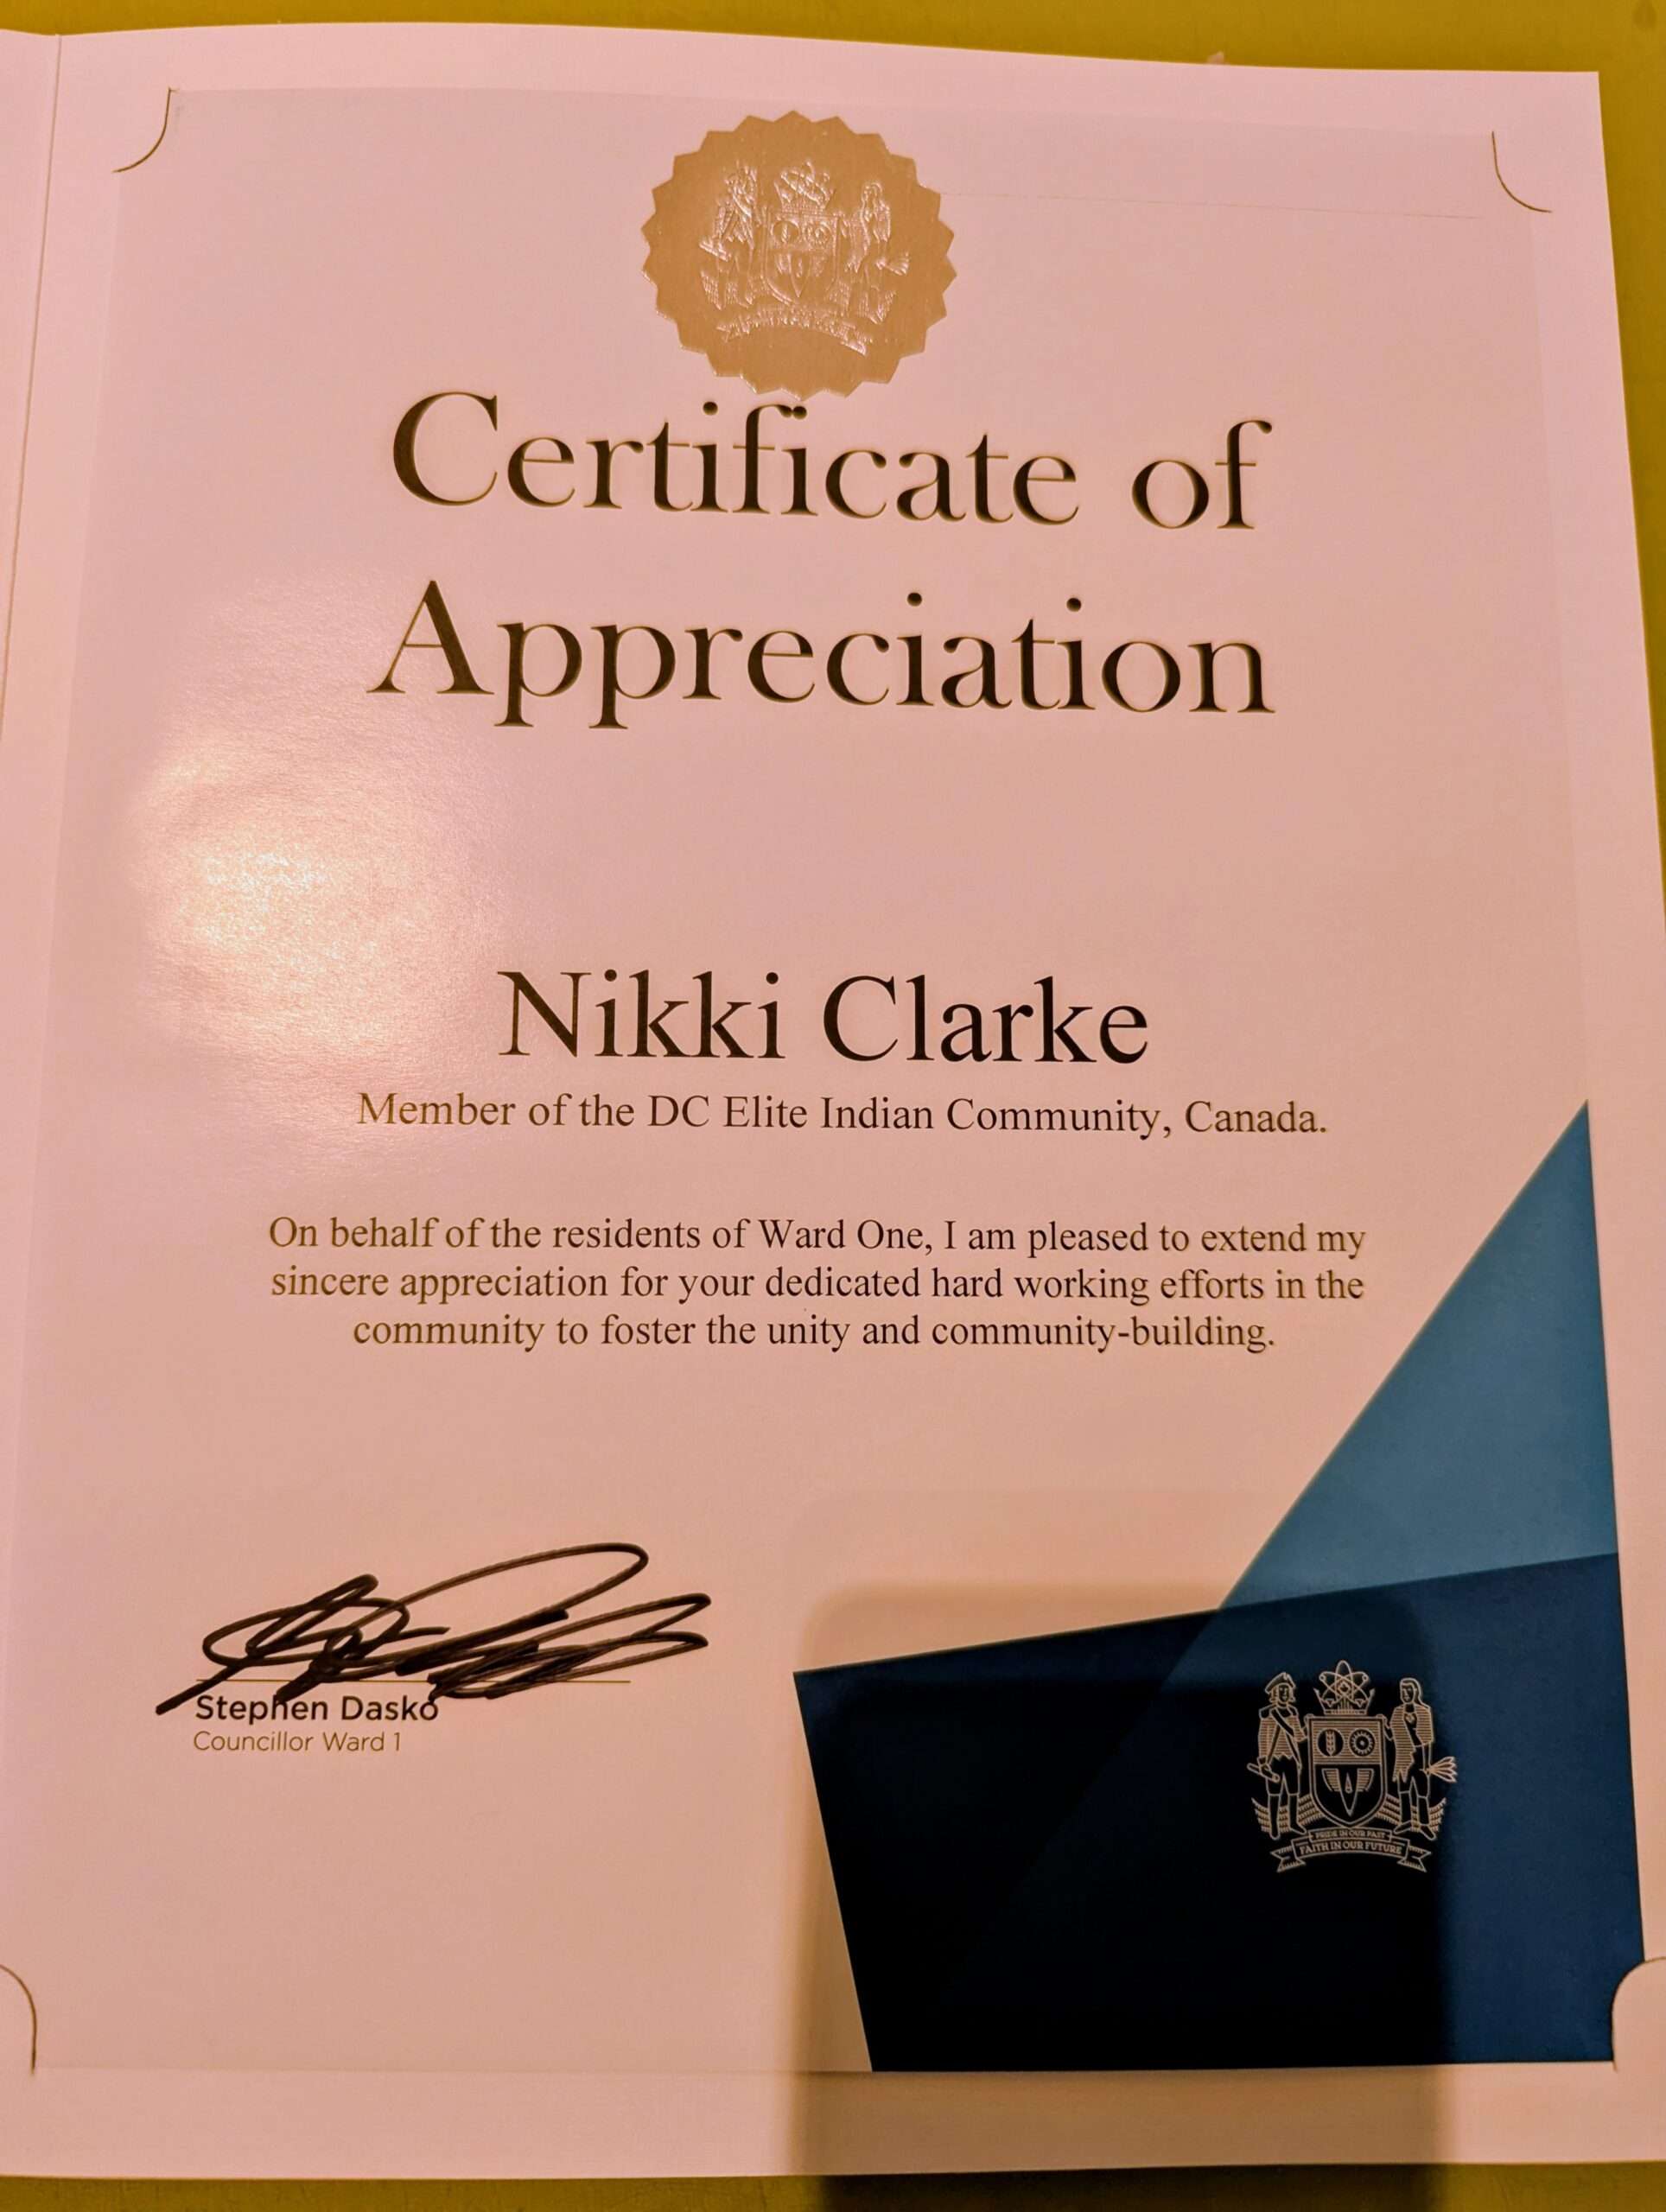 Certificate of
Appreciation
Nikki Clarke
Member of the DC Elite Indian Community, Canada.
On behalf of the residents of Ward One, I am pleased to extend my
sincere appreciation for your dedicated hard working efforts in the
community to foster the unity and community-building.
Stephen Dasko
Councillor Ward 1
PRIDE IN OUR PAST
FAITH IN OUR FUTURE